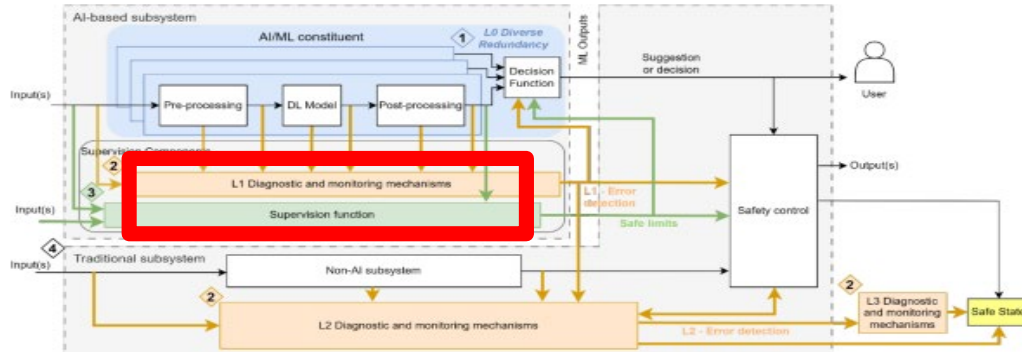 AI-based subsystem
AI/ML constituent
1
L0 Diverse
Redundancy
ML Outputs
Decision
Function
Suggestion
or decision
User
Input(s)
Pre-processing
DL Model
Post-processing
Supervision Components
2
L1 Diagnostic and monitoring mechanisms
3
L1 - Error
detection
Safety control
Output(s)
Input(s)
Supervision function
Safe limits
4
Input(s)
Traditional subsystem
Non-AI subsystem
2
2
L2 Diagnostic and monitoring mechanisms
L2 - Error detection
L3 Diagnostic
and monitoring
mechanisms
Safe State